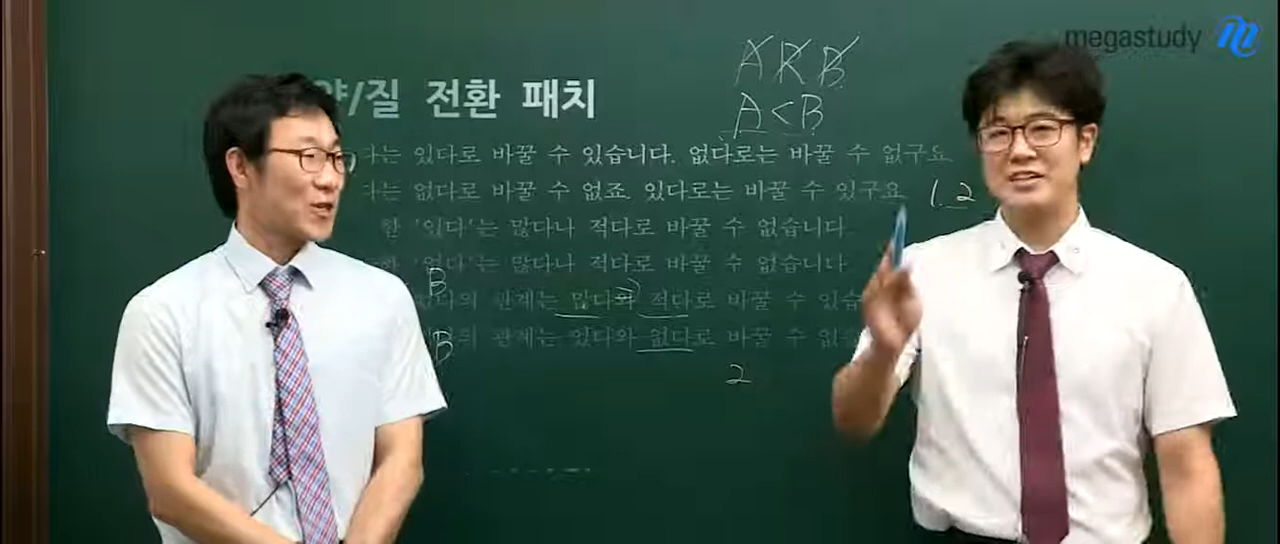 megastudy
A R B
양/질 전환 패치
A < B
다는 있다로 바꿀 수 있습니다. 없다로는 바꿀 수 없구요
다는 없다로 바꿀 수 없죠. 있다로는 바꿀 수 있구요
1 2
한 '있다'는 많다나 적다로 바꿀 수 없습니다.
한 '없다'는 많다나 적다로 바꿀 수 없습니다
B
관계는 많다와 적다로 바꿀 수 있습
B
관계는 있다와 없다로 바꿀 수 없습
2